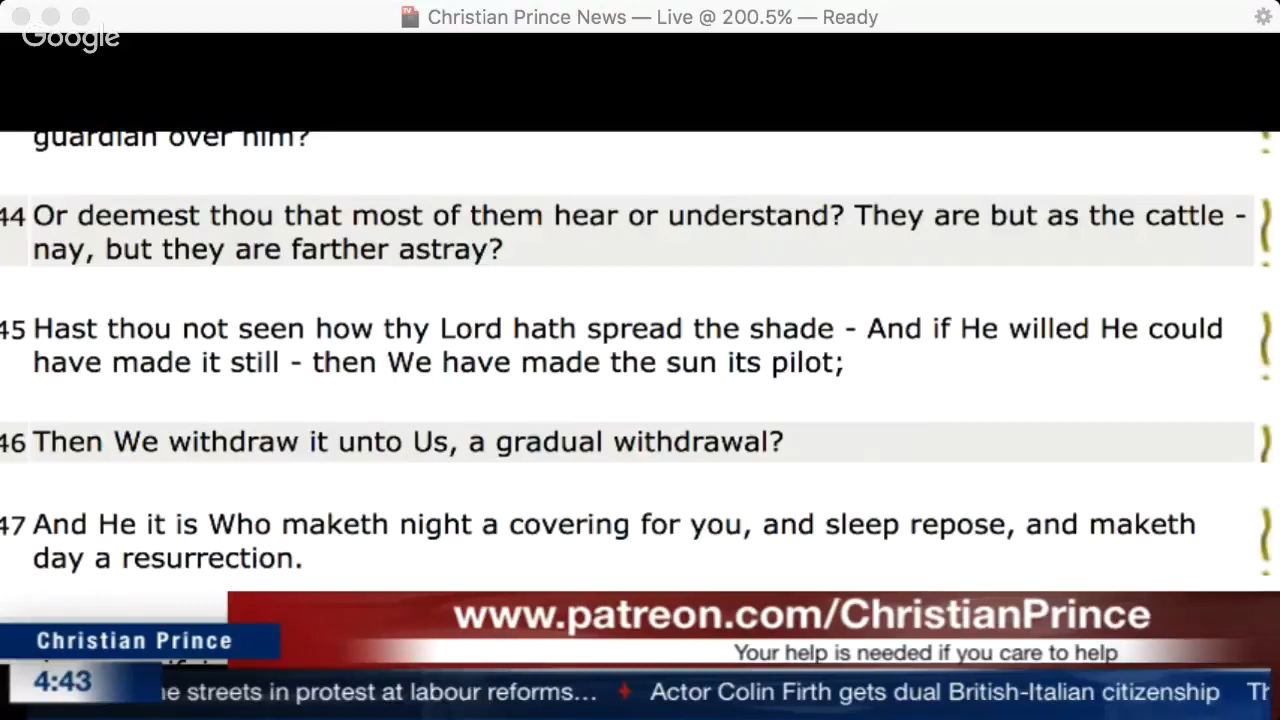 Christian Prince News — Live @ 200.5% — Ready
Google
guardian over him?
44 Or deemest thou that most of them hear or understand? They are but as the cattle -
nay, but they are farther astray?
45 Hast thou not seen how thy Lord hath spread the shade - And if He willed He could
have made it still - then We have made the sun its pilot;
46 Then We withdraw it unto Us, a gradual withdrawal?
47 And He it is Who maketh night a covering for you, and sleep repose, and maketh
day a resurrection.
www.patreon.com/ChristianPrince
Christian Prince
Your help is needed if you care to help
4:43
streets in protest at labour reforms... Actor Colin Firth gets dual British-Italian citizenship